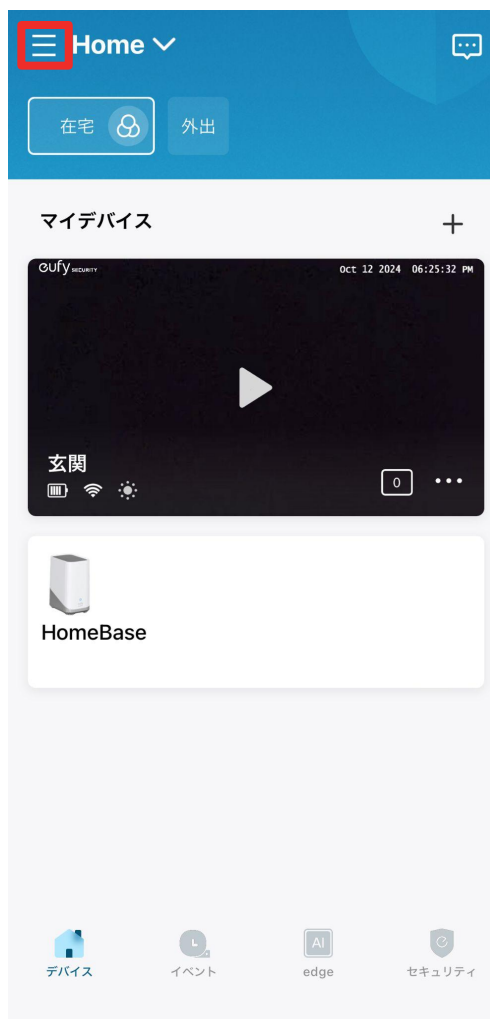 Home
在宅
外出
マイデバイス
eufy SECURITY
Oct 12 2024 06:25:32 PM
玄関
0
HomeBase
AI
デバイス
イベント
edge
セキュリティ